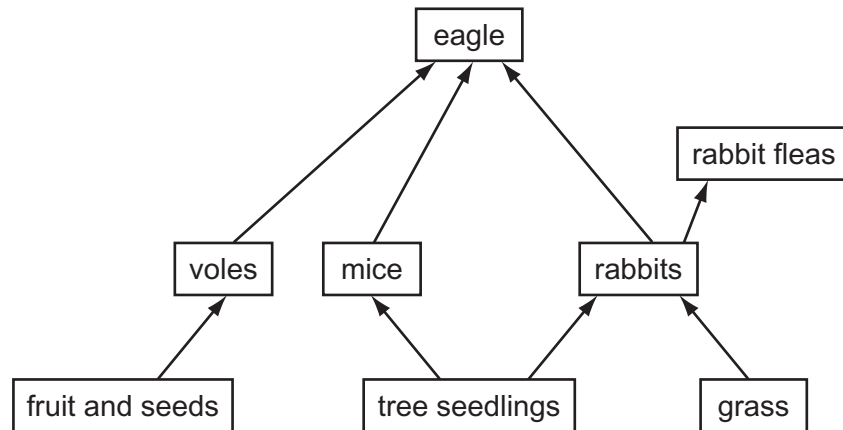 eagle
rabbit fleas
voles
mice
rabbits
fruit and seeds
tree seedlings
grass